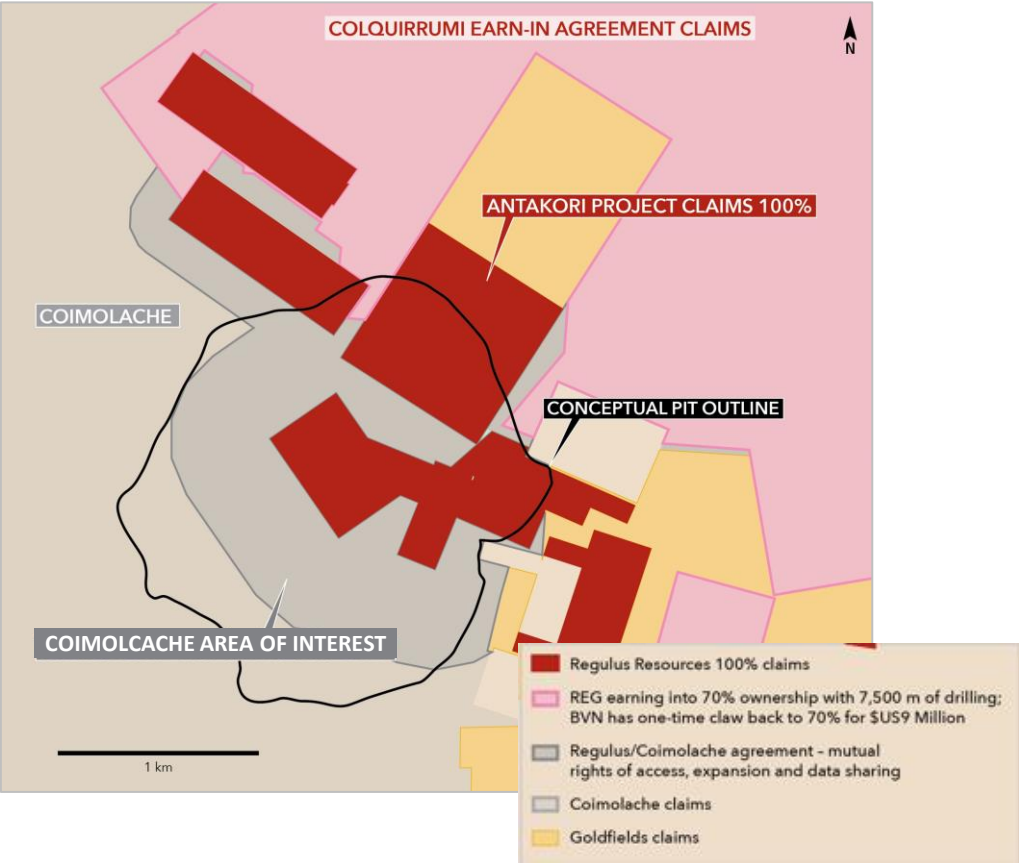 COLQUIRRUMI EARN-IN AGREEMENT CLAIMS
N
ANTAKORI PROJECT CLAIMS 100%
COIMOLACHE
CONCEPTUAL PIT OUTLINE
COIMOLCACHE AREA OF INTEREST
1 km
Regulus Resources 100% claims
REG earning into 70% ownership with 7,500 m of drilling;
BVN has one-time claw back to 70% for $US9 Million
Regulus/Coimolache agreement – mutual
rights of access, expansion and data sharing
Coimolache claims
Goldfields claims